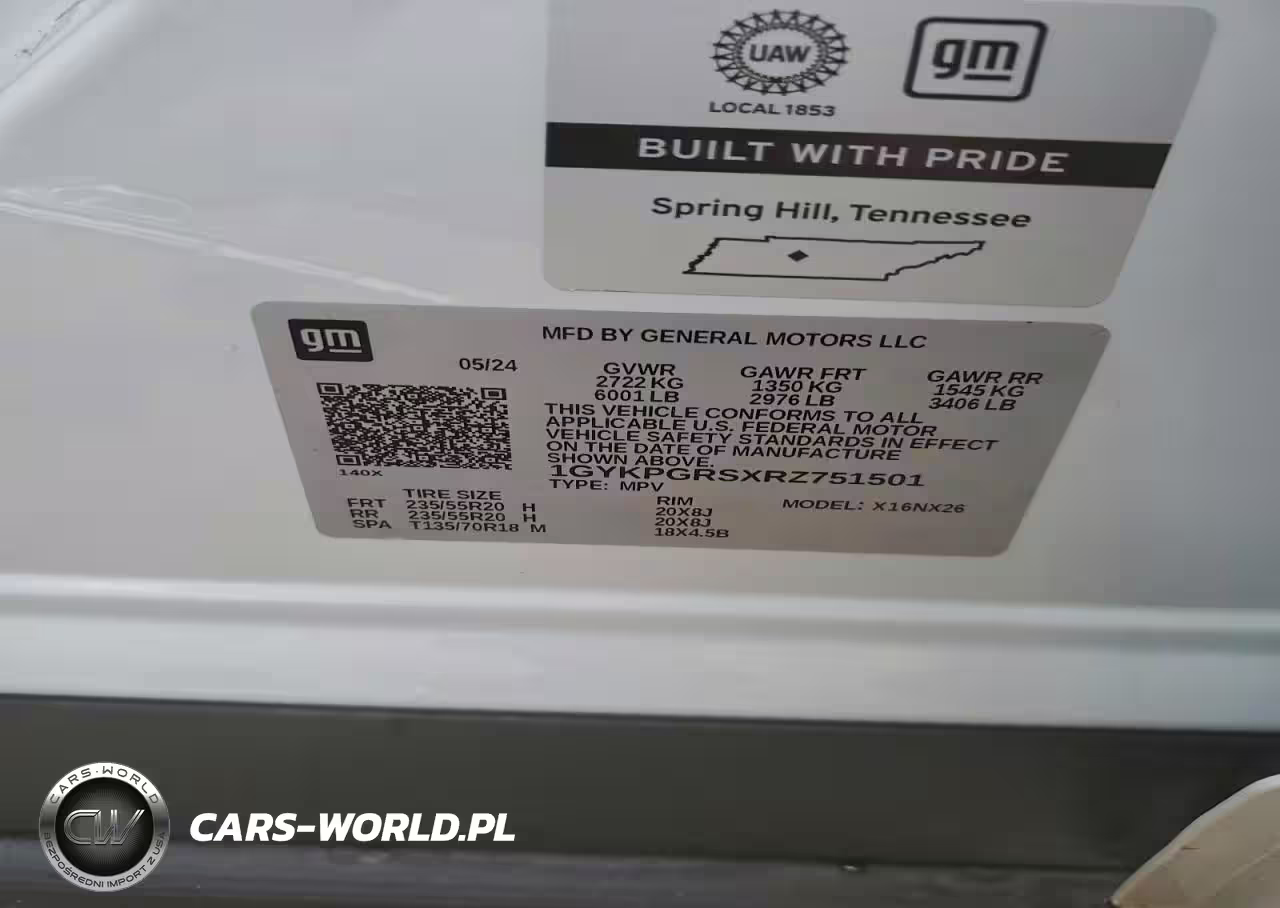 UAW
gm
LOCAL 1853
BUILT WITH PRIDE
Spring Hill, Tennessee
gm
MFD BY GENERAL MOTORS LLC
05/24
GVWR GAWR FRT GAWR RR
2722 KG 1350 KG 1545 KG
6001 LB 2976 LB 3406 LB
THIS VEHICLE CONFORMS TO ALL
APPLICABLE U.S. FEDERAL MOTOR
VEHICLE SAFETY STANDARDS IN EFFECT
ON THE DATE OF MANUFACTURE
SHOWN ABOVE.
140X
1GYKPGRSXRZ751501
TYPE: MPV
MODEL: X16NX26
TIRE SIZE RIM
FRT 235/55R20 H 20X8J
RR 235/55R20 H 20X8J
SPA T135/70R18 M 18X4.5B
CARS-WORLD
CW
BEZPOŚREDNI IMPORT Z USA
CARS-WORLD.PL